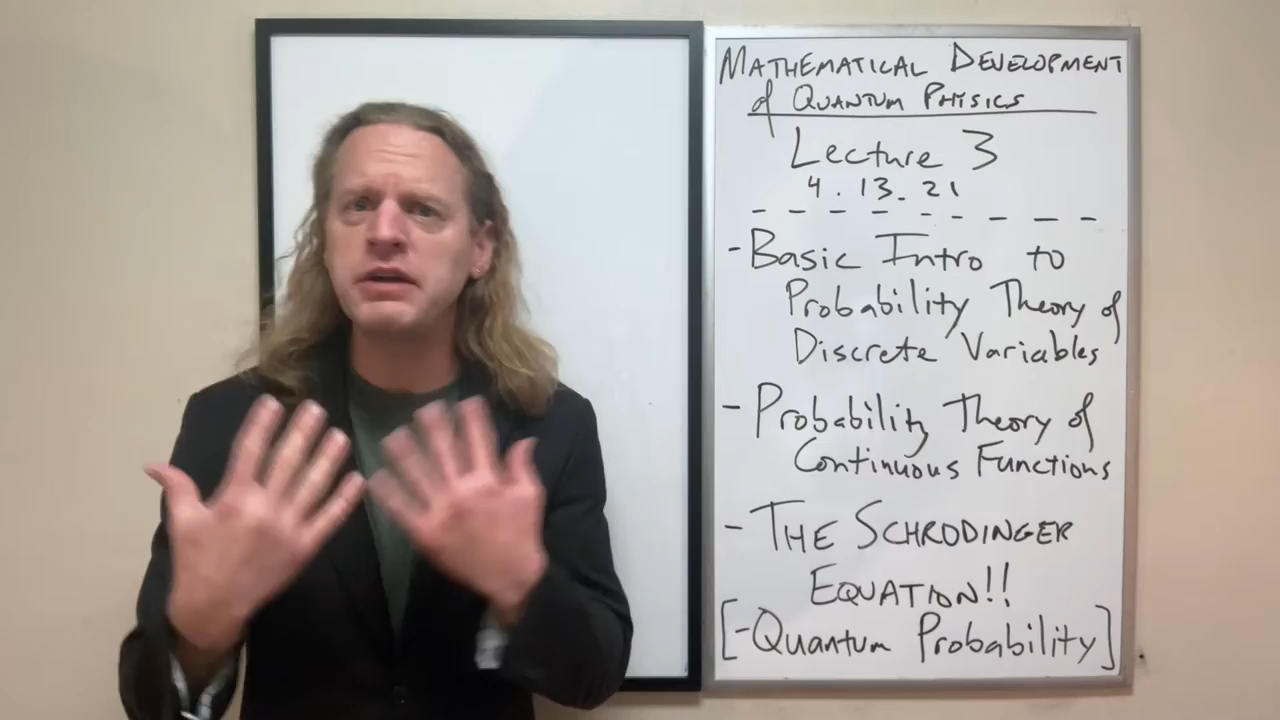 MATHEMATICAL DEVELOPMENT
of QUANTUM PHYSICS
Lecture 3
4.13.21
- Basic Intro to
Probability Theory of
Discrete Variables
- Probability Theory of
Continuous Functions
- THE SCHRODINGER
EQUATION!!
[-Quantum Probability]